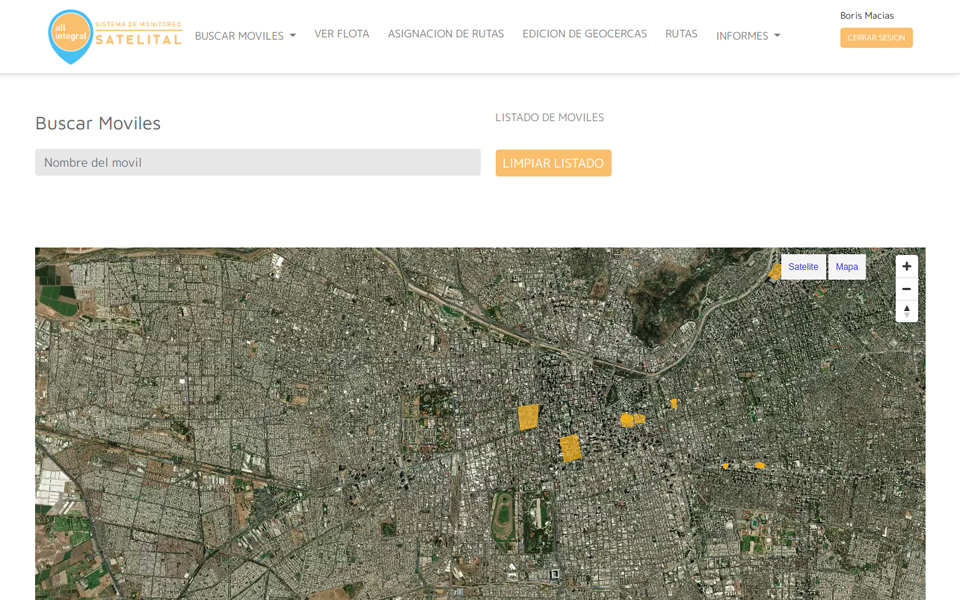 all
integral
SISTEMA DE MONITOREO
SATELITAL
BUSCAR MOVILES
VER FLOTA
ASIGNACION DE RUTAS
EDICION DE GEOCERCAS
RUTAS
INFORMES
Boris Macias
CERRAR SESION
Buscar Moviles
LISTADO DE MOVILES
Nombre del movil
LIMPIAR LISTADO
Satelite
Mapa